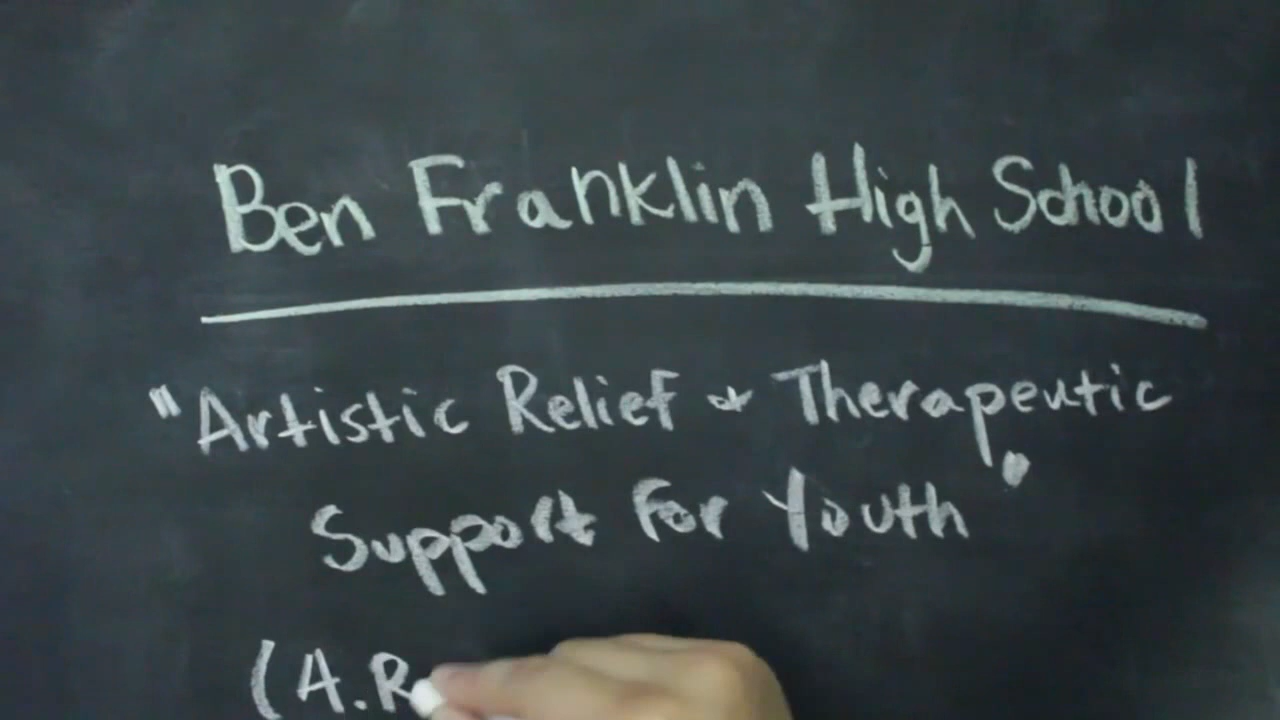 Ben Franklin High School
"Artistic Relief & Therapeutic
Support For Youth"
(A.R